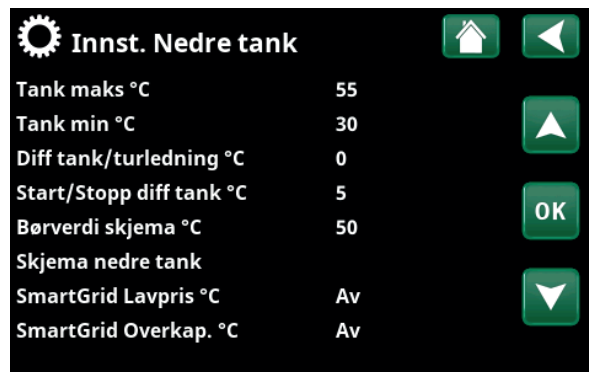 Innst. Nedre tank
Tank maks °C 55
Tank min °C 30
Diff tank/turledning °C 0
Start/Stopp diff tank °C 5
OK
Børverdi skjema °C 50
Skjema nedre tank
SmartGrid Lavpris °C Av
SmartGrid Overkap. °C Av